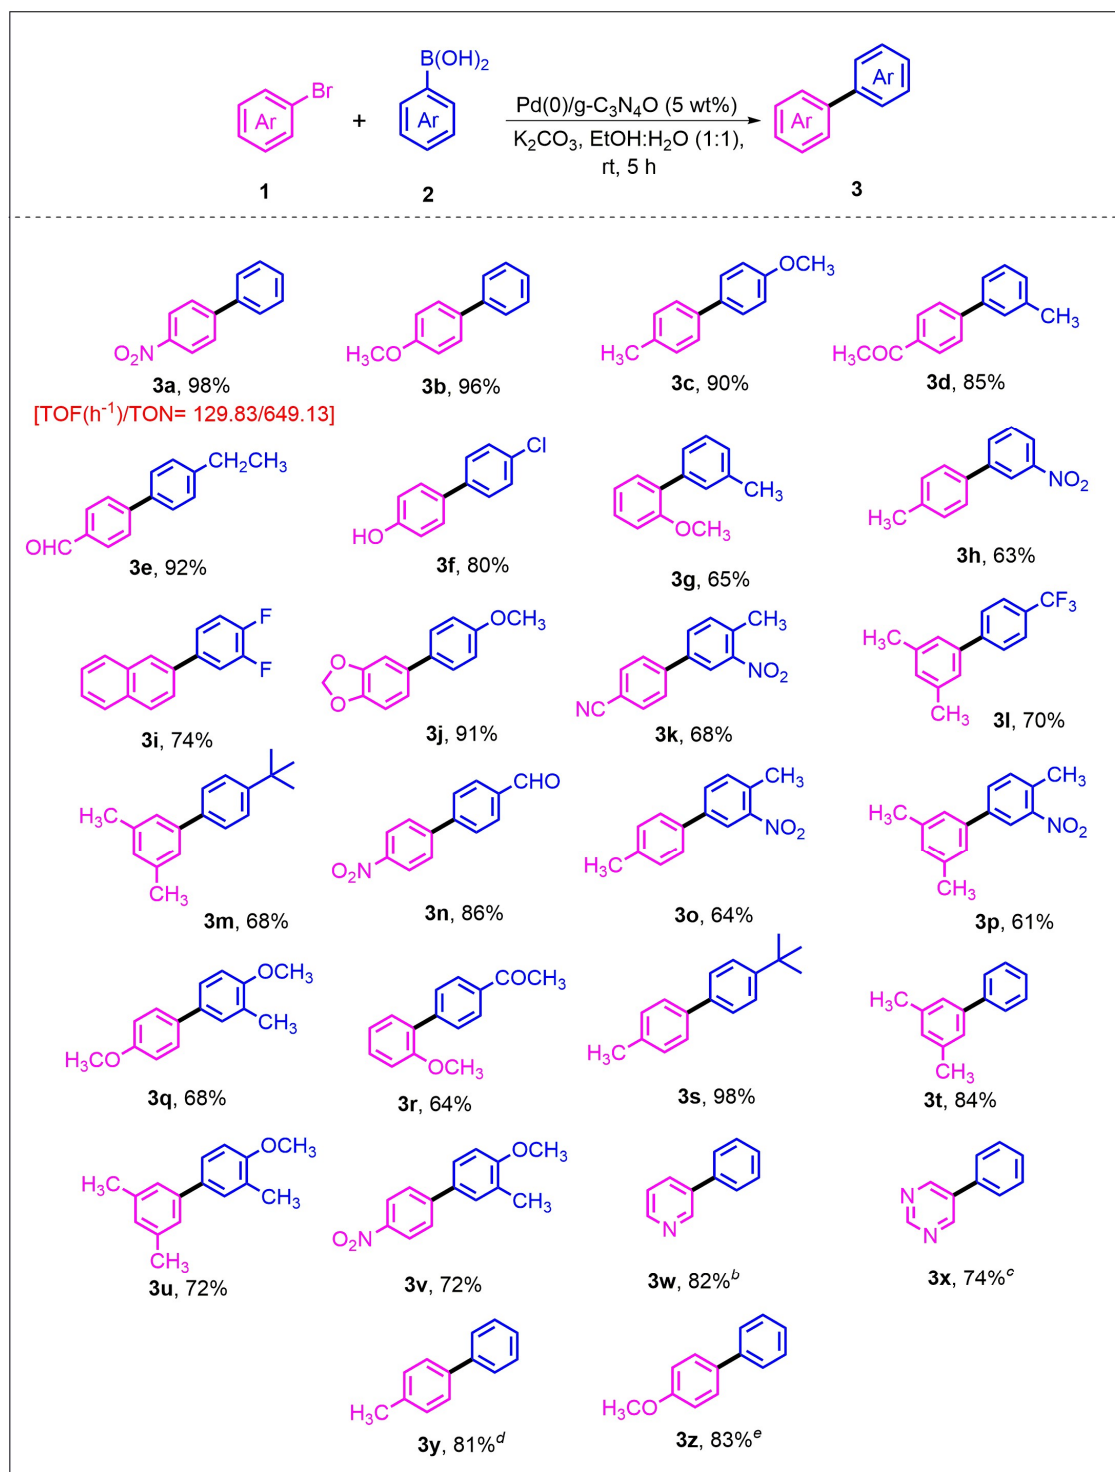 Br
Ar
+
B(OH)2
Ar
Pd(0)/g-C3N4O (5 wt%)
K2CO3, EtOH:H2O (1:1),
rt, 5 h
Ar
Ar
1
2
3
O2N
3a, 98%
[TOF(h-1)/TON= 129.83/649.13]
H3CO
3b, 96%
OCH3
H3C
3c, 90%
CH3
H3COC
3d, 85%
CH2CH3
OHC
3e, 92%
Cl
HO
3f, 80%
CH3
OCH3
3g, 65%
NO2
H3C
3h, 63%
F
F
3i, 74%
OCH3
O
O
3j, 91%
CH3
NO2
NC
3k, 68%
CF3
H3C
CH3
3l, 70%
H3C
CH3
3m, 68%
CHO
O2N
3n, 86%
CH3
NO2
H3C
3o, 64%
CH3
NO2
H3C
CH3
3p, 61%
OCH3
CH3
H3CO
3q, 68%
COCH3
OCH3
3r, 64%
H3C
3s, 98%
H3C
CH3
3t, 84%
OCH3
CH3
H3C
CH3
3u, 72%
OCH3
CH3
O2N
3v, 72%
N
3w, 82%b
N
N
3x, 74%c
H3C
3y, 81%d
H3CO
3z, 83%e